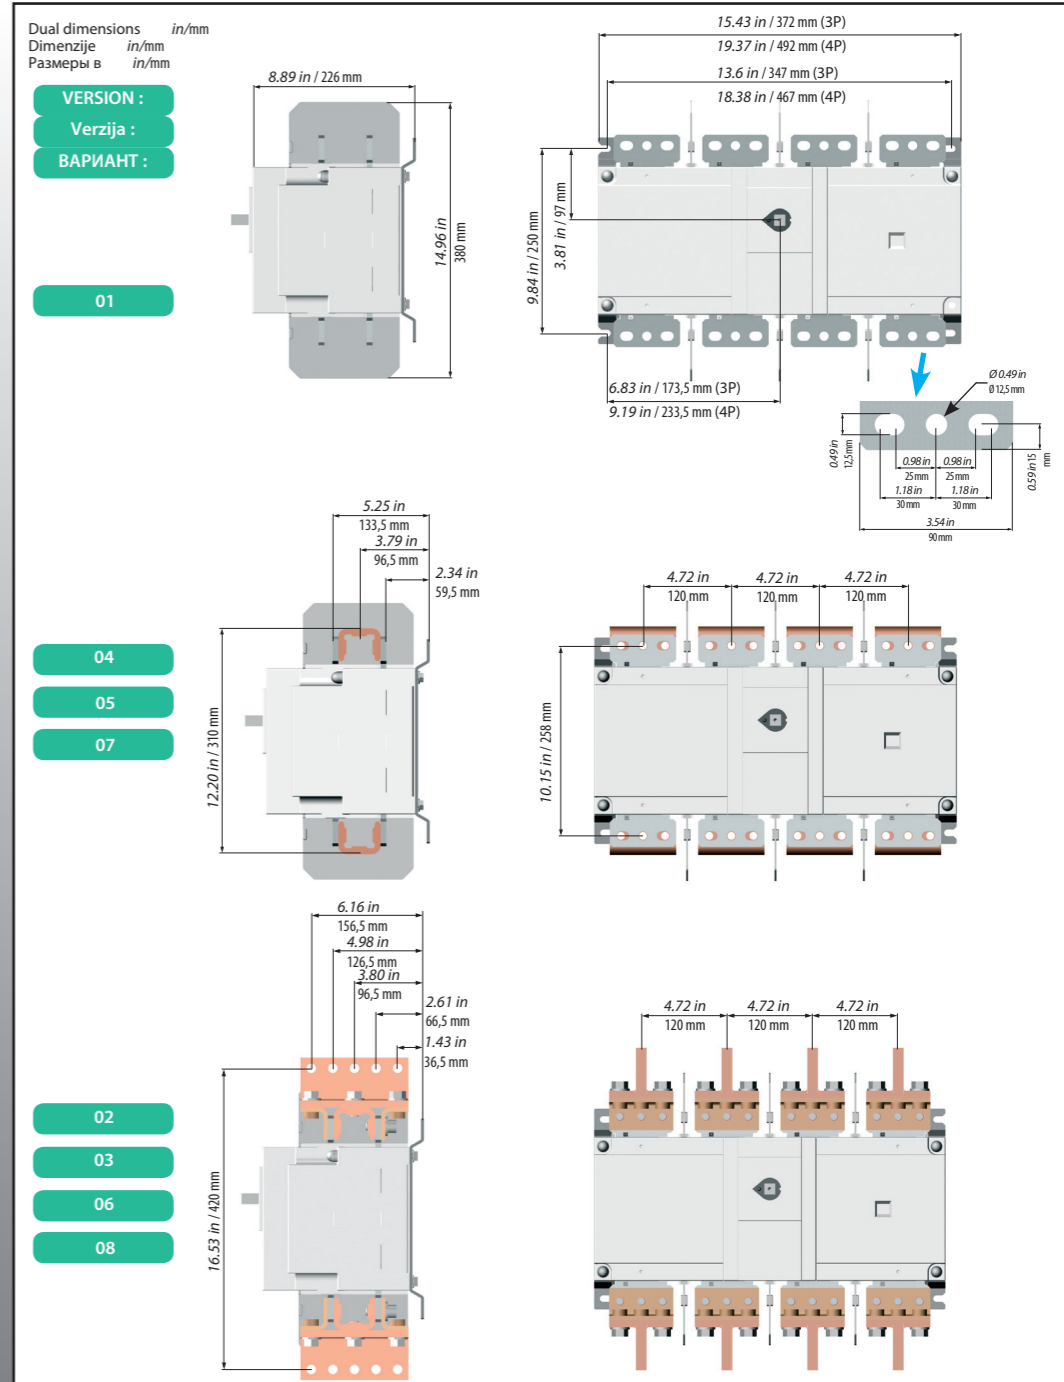 Dual dimensions in/mm
Dimenzije in/mm
Размеры в in/mm
VERSION :
Verzija :
ВАРИАНТ :
01
8.89 in / 226 mm
14.96 in
380 mm
15.43 in / 372 mm (3P)
19.37 in / 492 mm (4P)
13.6 in / 347 mm (3P)
18.38 in / 467 mm (4P)
9.84 in / 250 mm
3.81 in / 97 mm
6.83 in / 173,5 mm (3P)
9.19 in / 233,5 mm (4P)
Ø 0.49 in
Ø 12,5 mm
0.49 in
12,5 mm
0.98 in
25 mm
0.98 in
25 mm
1.18 in
30 mm
1.18 in
30 mm
0.59 in 15
mm
3.54 in
90 mm
04
05
07
5.25 in
133,5 mm
3.79 in
96,5 mm
2.34 in
59,5 mm
12.20 in / 310 mm
4.72 in
120 mm
4.72 in
120 mm
4.72 in
120 mm
10.15 in / 258 mm
02
03
06
08
6.16 in
156,5 mm
4.98 in
126,5 mm
3.80 in
96,5 mm
2.61 in
66,5 mm
1.43 in
36,5 mm
16.53 in / 420 mm
4.72 in
120 mm
4.72 in
120 mm
4.72 in
120 mm